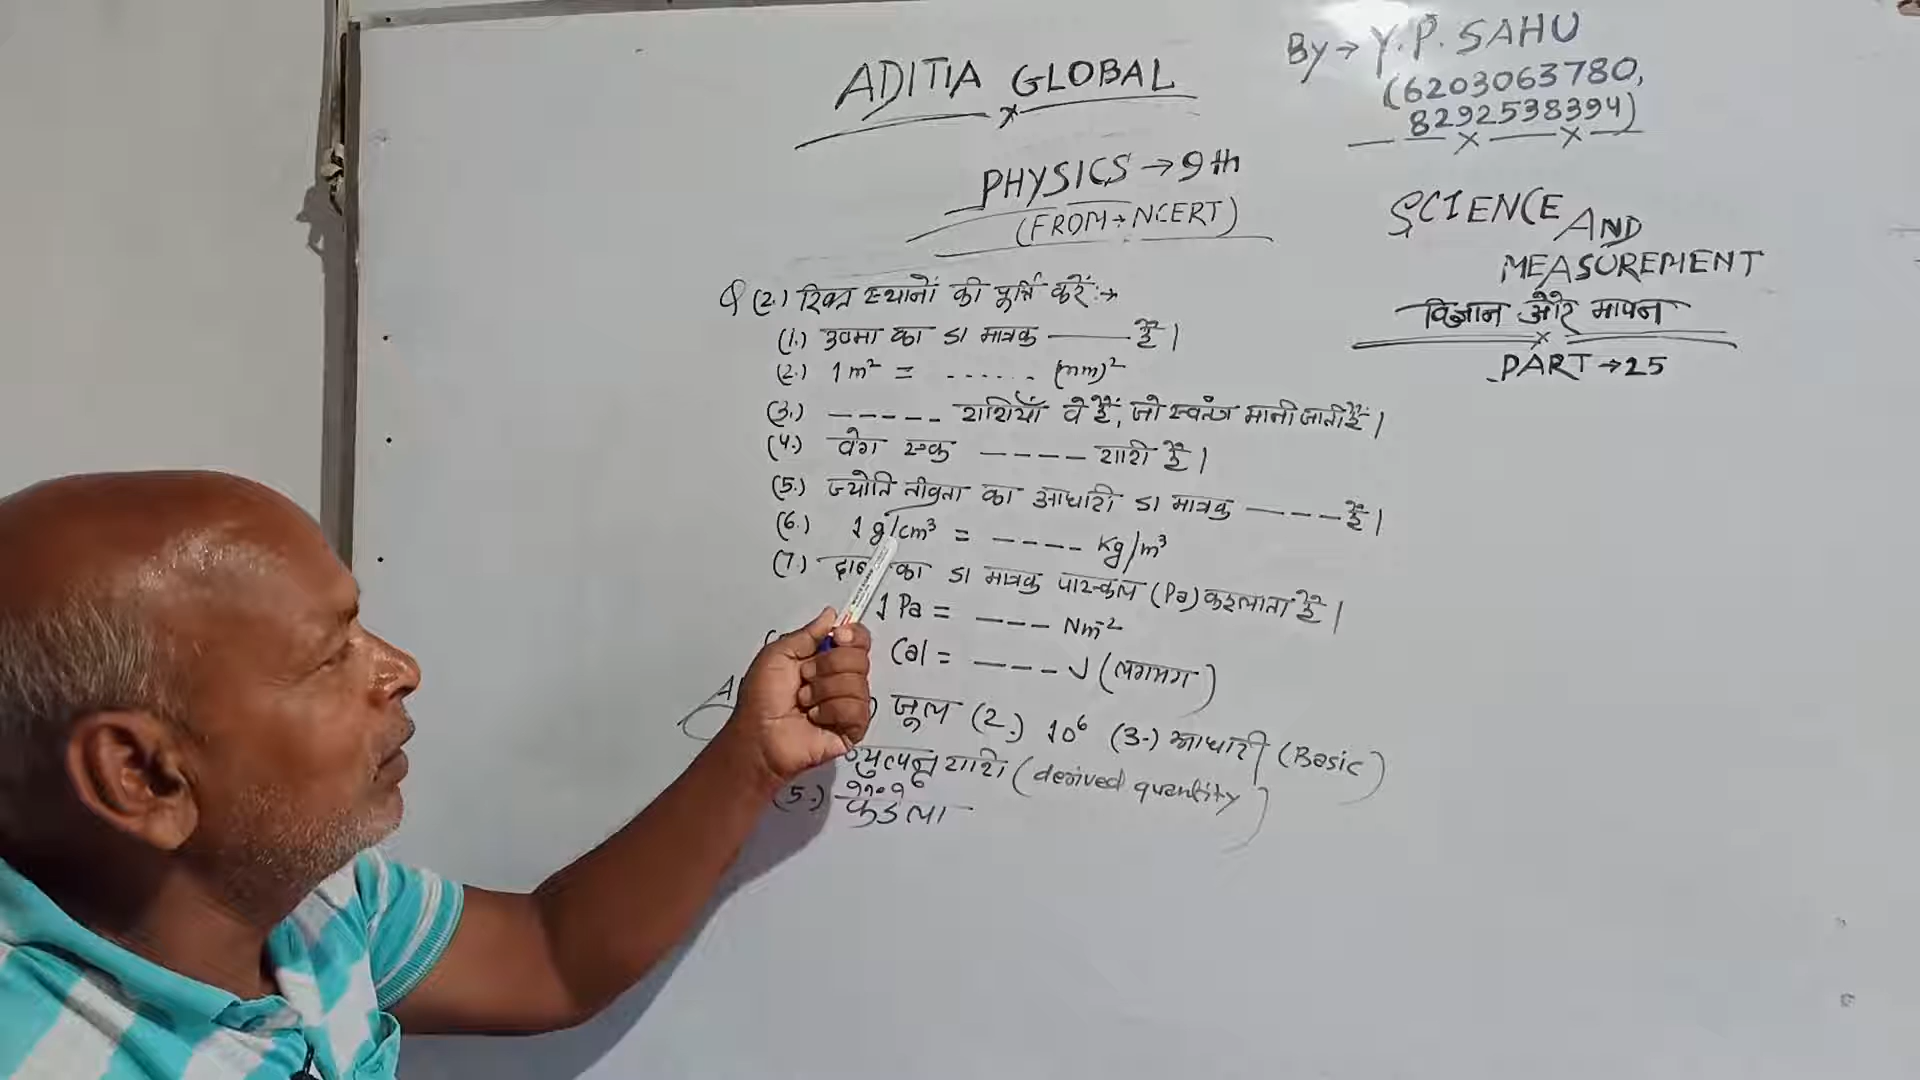 ADITIA GLOBAL
By → Y. P. SAHU
(6203063780,
8292538394)
PHYSICS → 9th
(FROM → NCERT)
SCIENCE AND
MEASUREMENT
विज्ञान और मापन
PART → 25
Q (2.) रिक्त स्थानों की पूर्ति करें :→
(1.) उष्मा का SI मात्रक ——— है।
(2.) 1 m² = ...... (mm)²
(3.) ----- राशियाँ वे हैं, जो स्वतंत्र मानी जाती हैं।
(4.) वेग एक ---- राशि है।
(5.) ज्योति तीव्रता का आधारी SI मात्रक ---- है।
(6.) 1 g/cm³ = ---- Kg/m³
(7.) का SI मात्रक पास्कल (Pa) कहलाता है।
1 Pa = --- Nm⁻²
Cal = ---- J (लगभग)
जूल (2.) 10⁶ (3.) आधारी (Basic)
व्युत्पन्न राशि (derived quantity)
(5.)